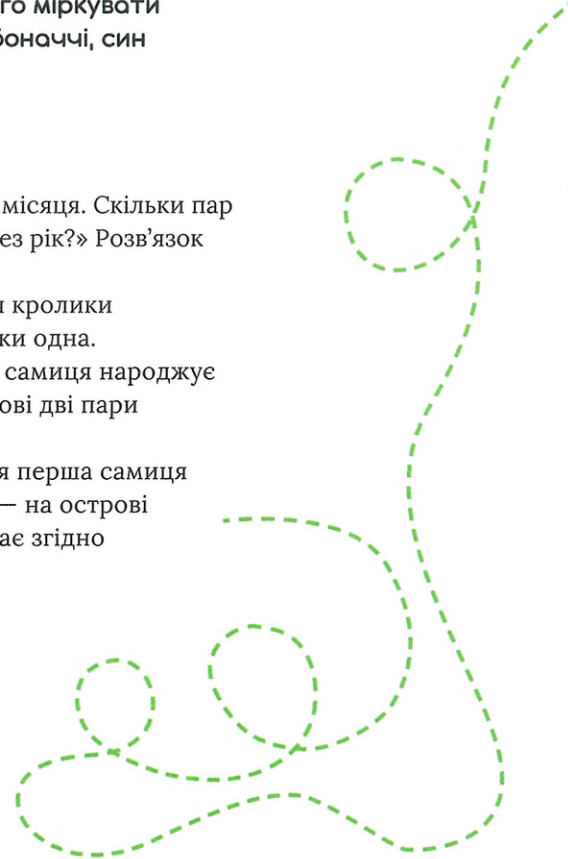 го міркувати
боначчі, син
місяця. Скільки пар
ез рік?» Розв’язок
я кролики
ки одна.
самиця народжує
ові дві пари
я перша самиця
— на острові
ає згідно